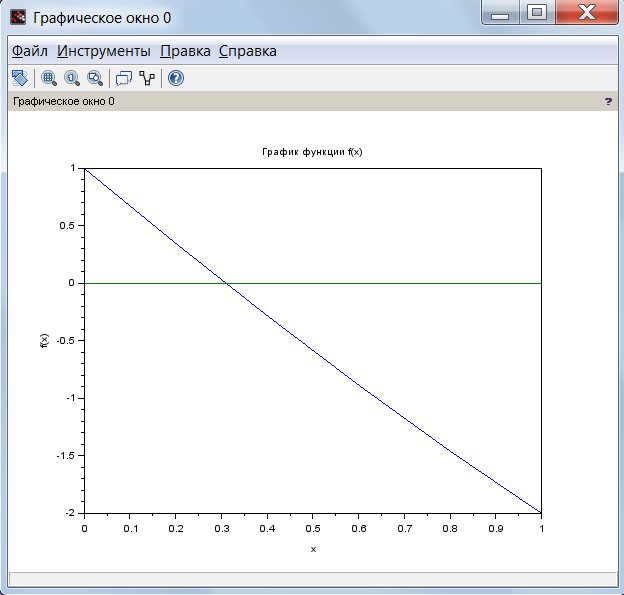 Графическое окно 0
Файл Инструменты Правка Справка
Графическое окно 0 ?
График функции f(x)
1
0.5
0
-0.5
-1
-1.5
-2
f(x)
0 0.1 0.2 0.3 0.4 0.5 0.6 0.7 0.8 0.9 1
x